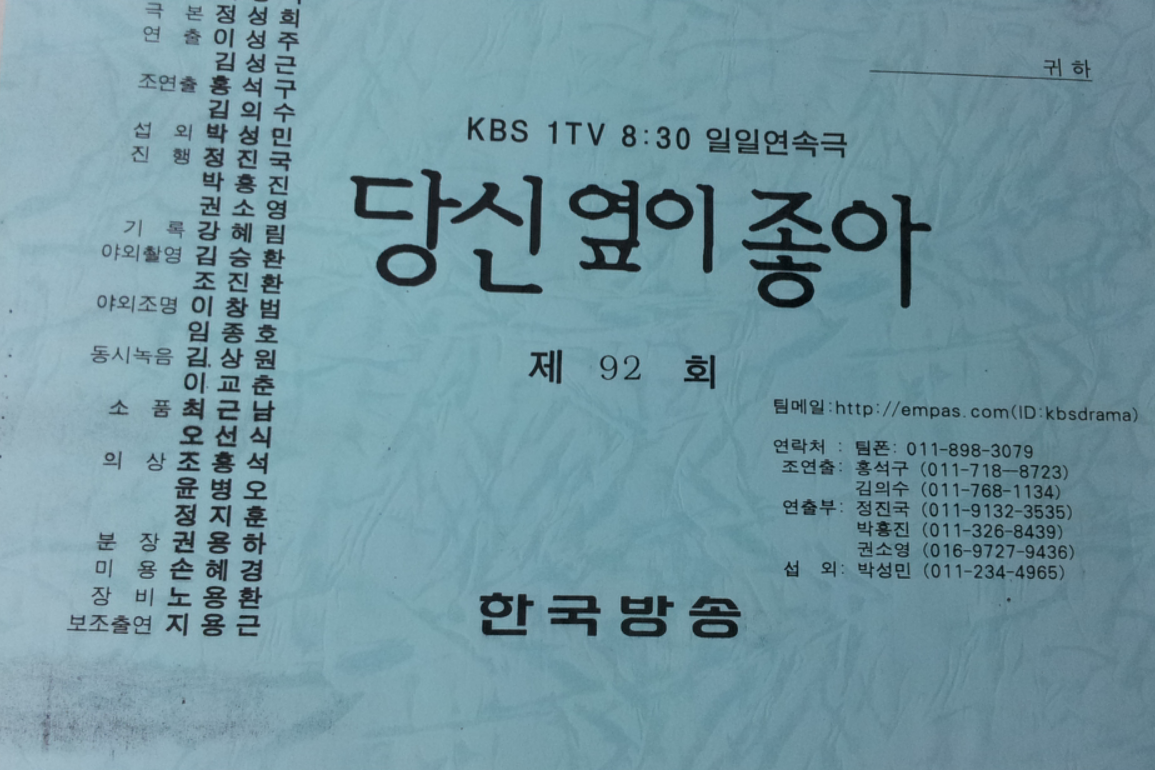 극 본 정 성 희
연 출 이 성 주
김 성 근
조연출 홍 석 구
김 의 수
섭 외 박 성 민
진 행 정 진 국
박 흥 진
권 소 영
기 록 강 혜 림
야외촬영 김 승 환
조 진 환
야외조명 이 창 범
임 종 호
동시녹음 김 상 원
이 교 춘
소 품 최 근 남
오 선 식
의 상 조 흥 석
윤 병 오
정 지 훈
분 장 권 용 하
미 용 손 혜 경
장 비 노 용 환
보조출연 지 용 근
귀 하
KBS 1TV 8:30 일일연속극
당신 옆이 좋아
제 92 회
팀메일:http://empas.com(ID:kbsdrama)
연락처 : 팀폰: 011-898-3079
조연출: 홍석구 (011-718-8723)
김의수 (011-768-1134)
연출부: 정진국 (011-9132-3535)
박흥진 (011-326-8439)
권소영 (016-9727-9436)
섭 외: 박성민 (011-234-4965)
한국방송